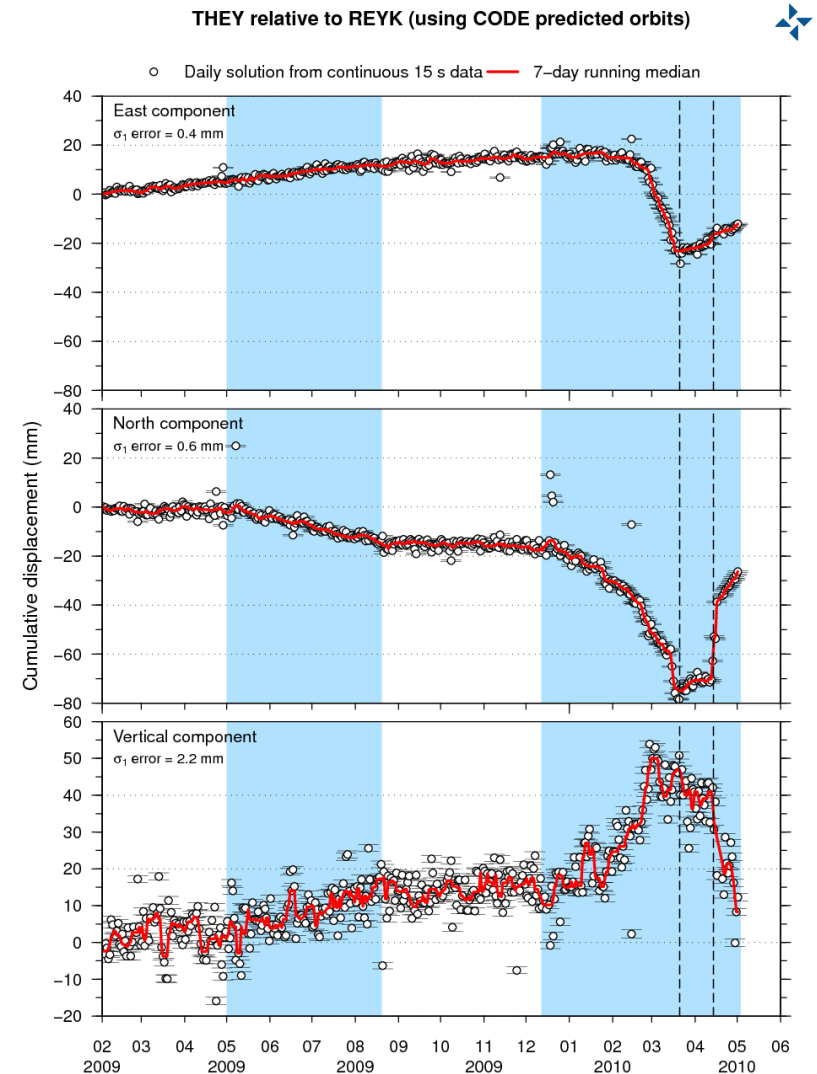 THEY relative to REYK (using CODE predicted orbits)
Daily solution from continuous 15 s data
7−day running median
East component
σ1 error = 0.4 mm
40
20
0
−20
−40
−60
−80
North component
σ1 error = 0.6 mm
40
20
0
−20
−40
−60
−80
Cumulative displacement (mm)
Vertical component
σ1 error = 2.2 mm
60
50
40
30
20
10
0
−10
−20
02 03 04 05 06 07 08 09 10 11 12 01 02 03 04 05 06
2009 2009 2009 2009 2010 2010